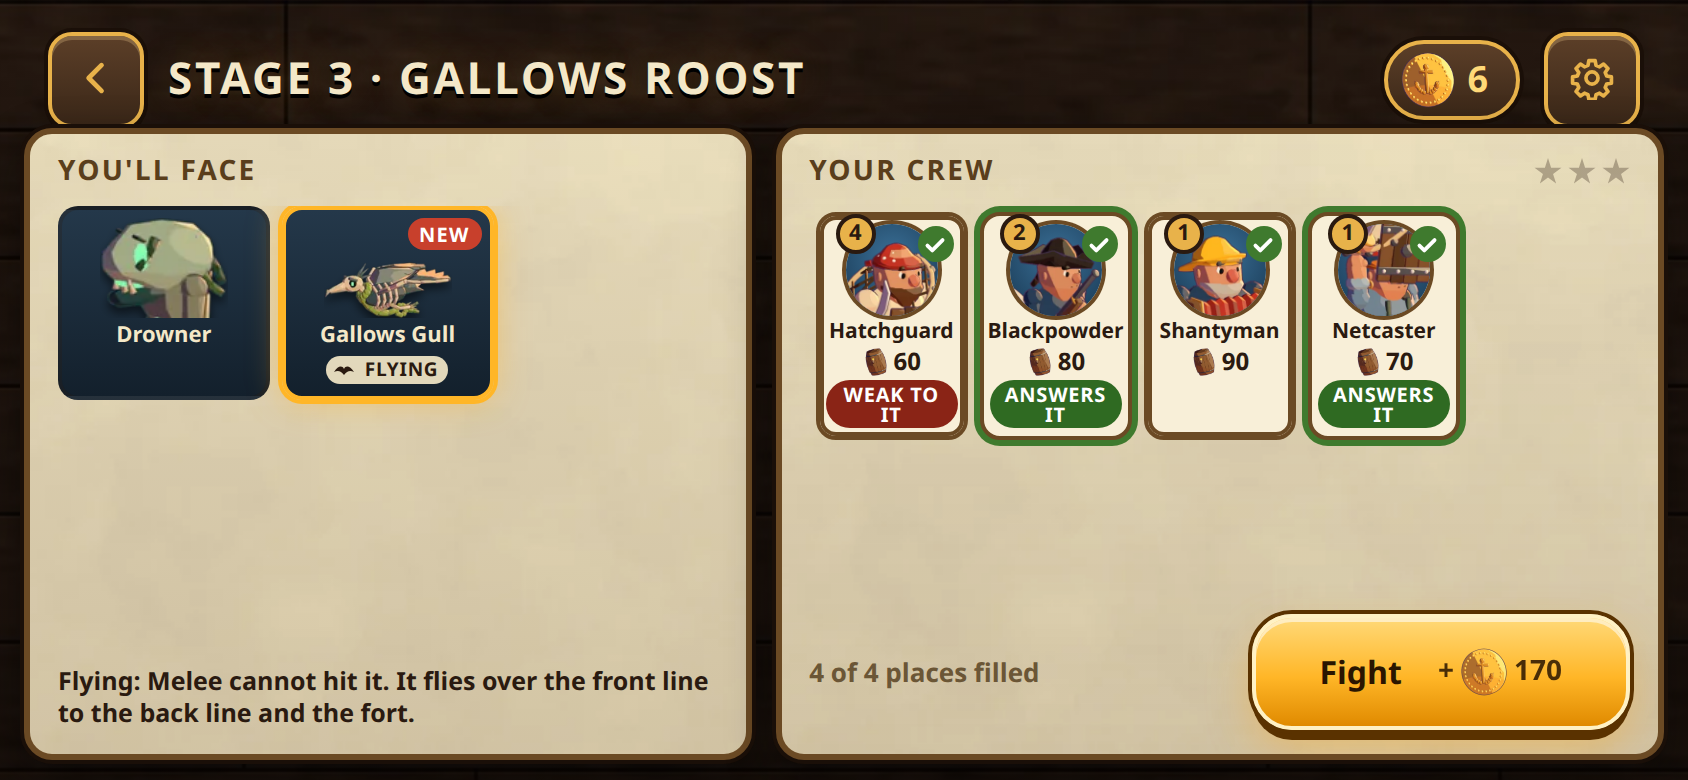 STAGE 3 · GALLOWS ROOST
6
YOU'LL FACE
Drowner
NEW
Gallows Gull
FLYING
Flying: Melee cannot hit it. It flies over the front line
to the back line and the fort.
YOUR CREW
4
Hatchguard
60
WEAK TO
IT
2
Blackpowder
80
ANSWERS
IT
1
Shantyman
90
1
Netcaster
70
ANSWERS
IT
4 of 4 places filled
Fight + 170